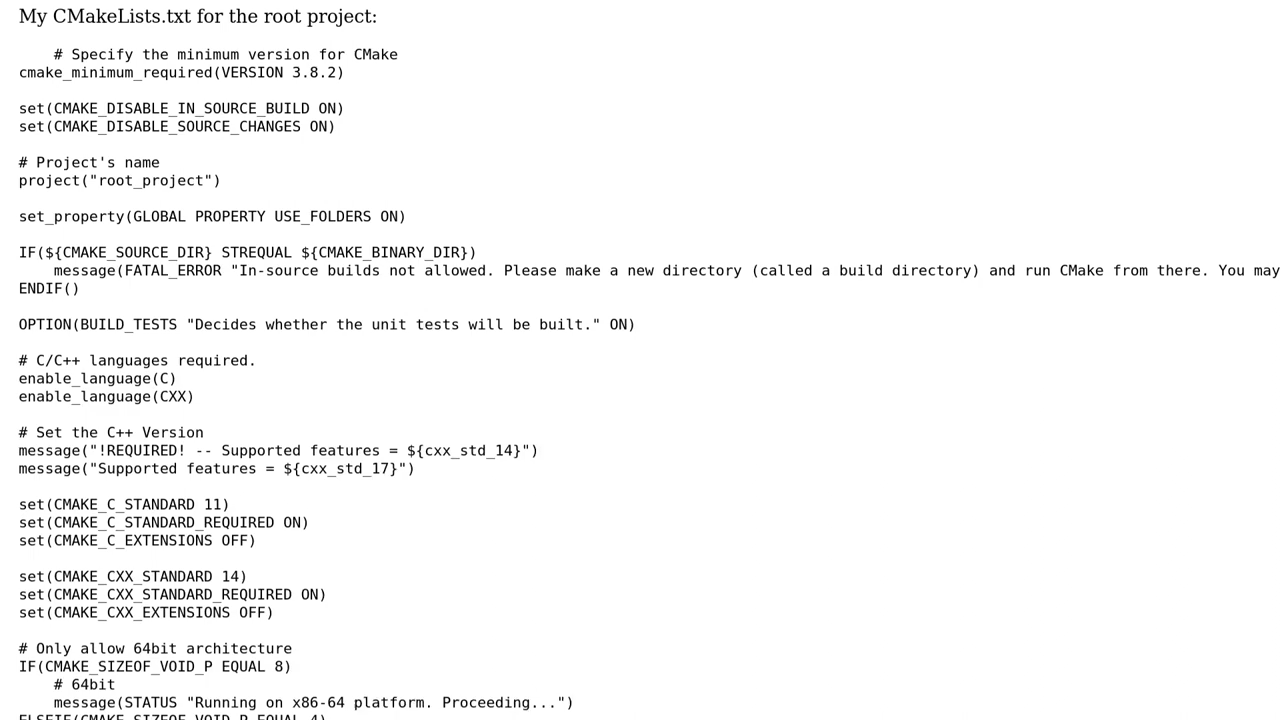 My CMakeLists.txt for the root project:
    # Specify the minimum version for CMake
cmake_minimum_required(VERSION 3.8.2)
set(CMAKE_DISABLE_IN_SOURCE_BUILD ON)
set(CMAKE_DISABLE_SOURCE_CHANGES ON)
# Project's name
project("root_project")
set_property(GLOBAL PROPERTY USE_FOLDERS ON)
IF(${CMAKE_SOURCE_DIR} STREQUAL ${CMAKE_BINARY_DIR})
    message(FATAL_ERROR "In-source builds not allowed. Please make a new directory (called a build directory) and run CMake from there. You may
ENDIF()
OPTION(BUILD_TESTS "Decides whether the unit tests will be built." ON)
# C/C++ languages required.
enable_language(C)
enable_language(CXX)
# Set the C++ Version
message("!REQUIRED! -- Supported features = ${cxx_std_14}")
message("Supported features = ${cxx_std_17}")
set(CMAKE_C_STANDARD 11)
set(CMAKE_C_STANDARD_REQUIRED ON)
set(CMAKE_C_EXTENSIONS OFF)
set(CMAKE_CXX_STANDARD 14)
set(CMAKE_CXX_STANDARD_REQUIRED ON)
set(CMAKE_CXX_EXTENSIONS OFF)
# Only allow 64bit architecture
IF(CMAKE_SIZEOF_VOID_P EQUAL 8)
    # 64bit
    message(STATUS "Running on x86-64 platform. Proceeding...")
ELSEIF(CMAKE_SIZEOF_VOID_P EQUAL 4)